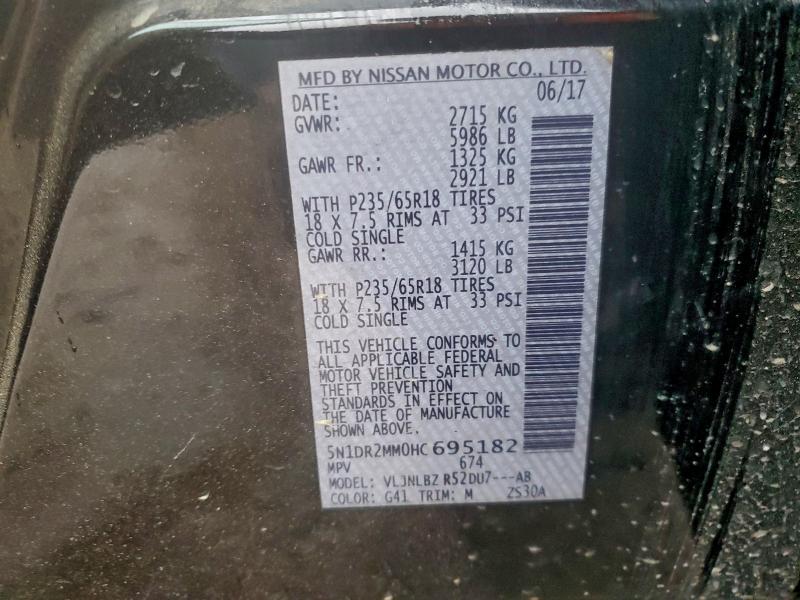 MFD BY NISSAN MOTOR CO., LTD.
DATE: 06/17
GVWR: 2715 KG
5986 LB
GAWR FR.: 1325 KG
2921 LB
WITH P235/65R18 TIRES
18 X 7.5 RIMS AT 33 PSI
COLD SINGLE
GAWR RR.: 1415 KG
3120 LB
WITH P235/65R18 TIRES
18 X 7.5 RIMS AT 33 PSI
COLD SINGLE
THIS VEHICLE CONFORMS TO
ALL APPLICABLE FEDERAL
MOTOR VEHICLE SAFETY AND
THEFT PREVENTION
STANDARDS IN EFFECT ON
THE DATE OF MANUFACTURE
SHOWN ABOVE.
5N1DR2MM0HC695182
MPV 674
MODEL: VLJNLBZ R52DU7---AB
COLOR: G41 TRIM: M ZS30A